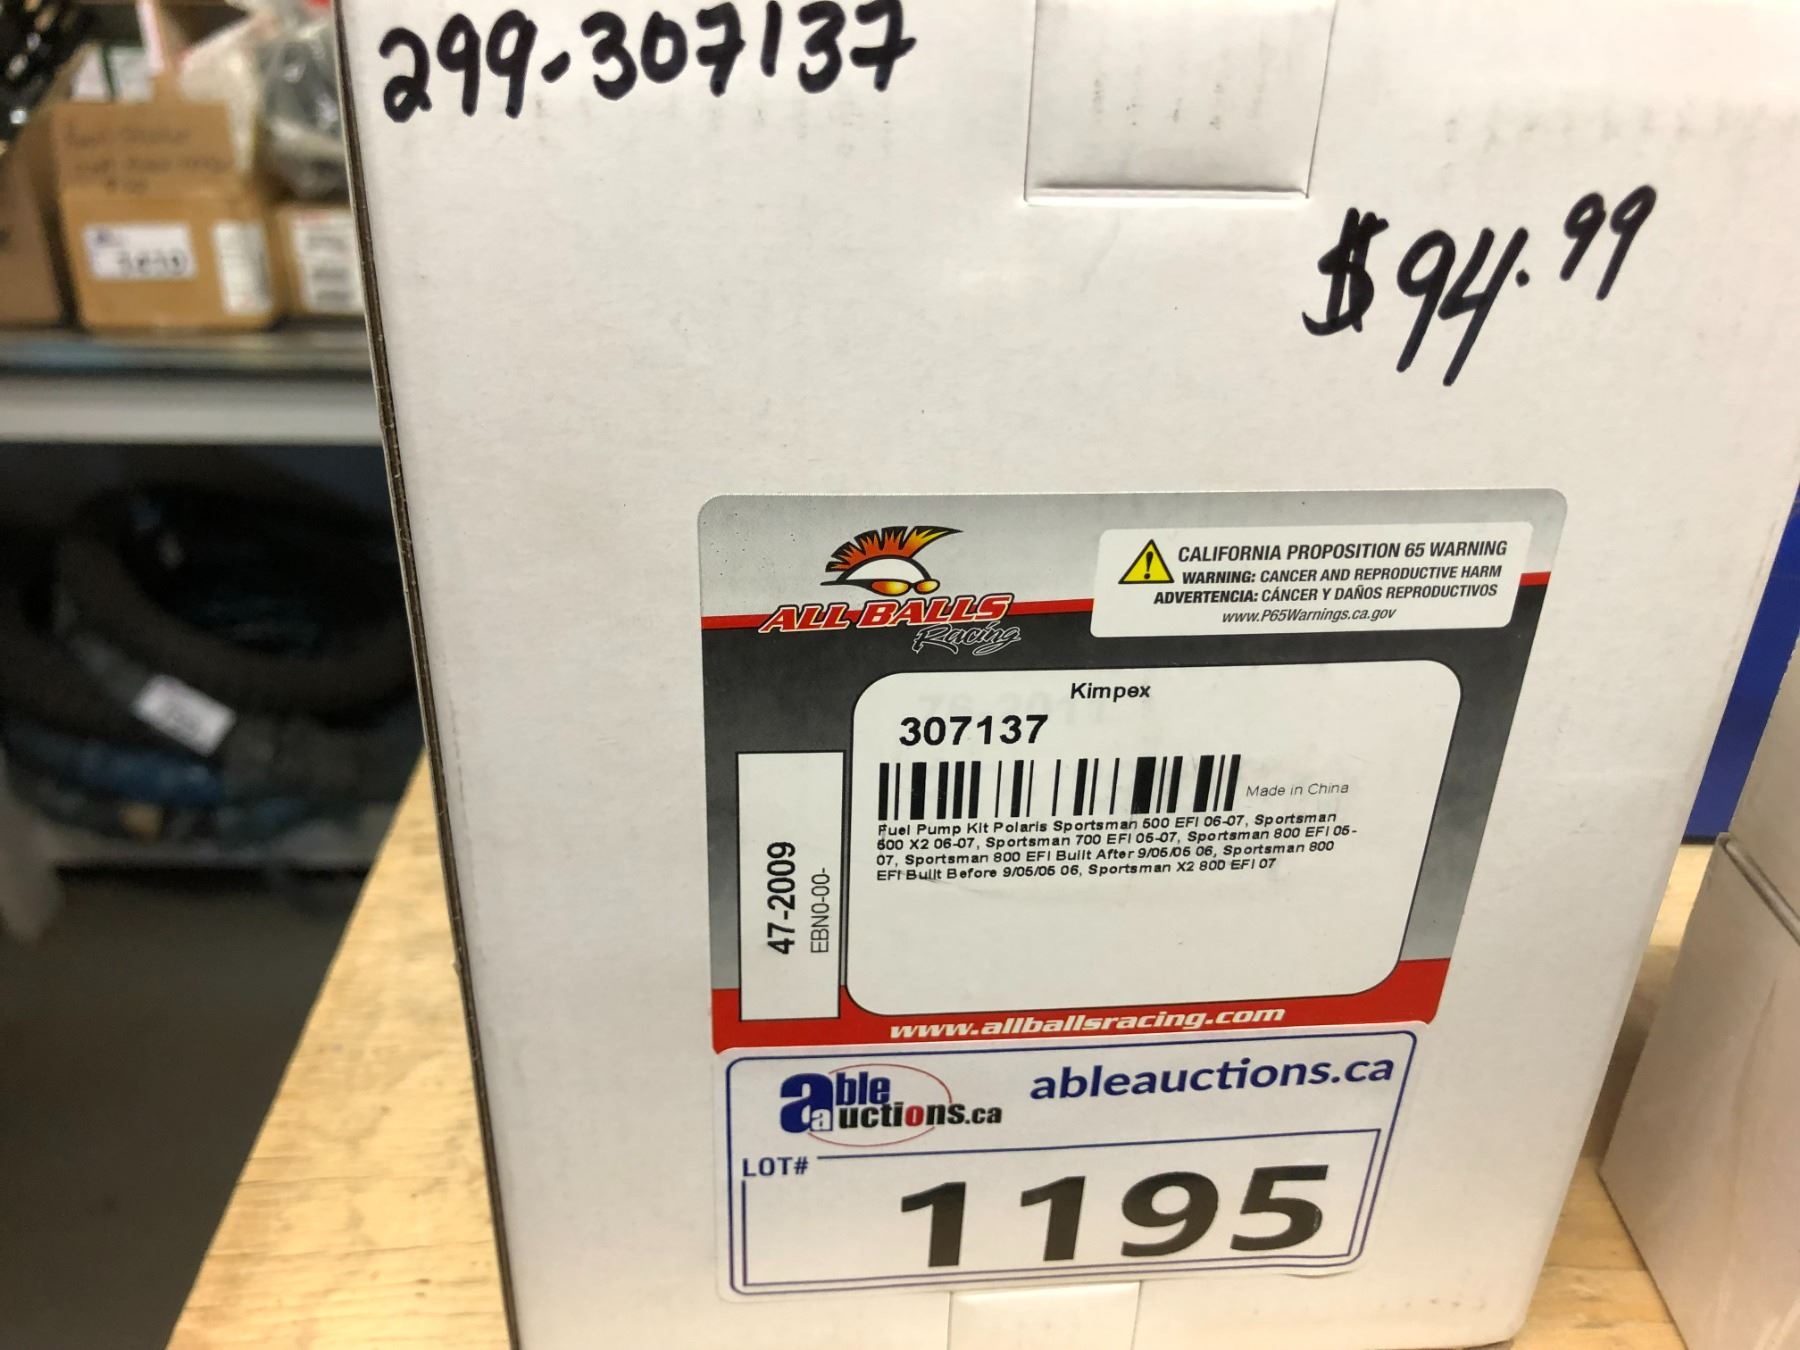 299-307137
$94.99
CALIFORNIA PROPOSITION 65 WARNING
WARNING: CANCER AND REPRODUCTIVE HARM
ADVERTENCIA: CÁNCER Y DAÑOS REPRODUCTIVOS
www.P65Warnings.ca.gov
ALL BALLS
Racing
Kimpex
307137
Made in China
Fuel Pump Kit Polaris Sportsman 500 EFI 06-07, Sportsman
500 X2 06-07, Sportsman 700 EFI 05-07, Sportsman 800 EFI 05-
07, Sportsman 800 EFI Built After 9/05/05 06, Sportsman 800
EFI Built Before 9/05/05 06, Sportsman X2 800 EFI 07
47-2009
EBN0-00-
www.allballsracing.com
able auctions.ca
ableauctions.ca
LOT#
1195